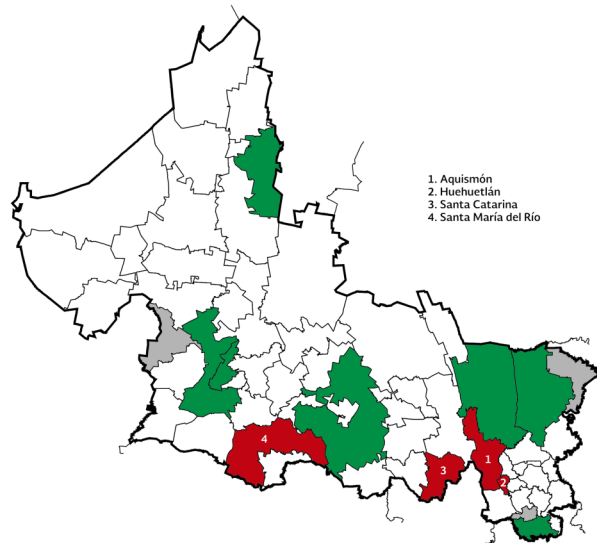 1. Aquismón
2. Huehuetlán
3. Santa Catarina
4. Santa María del Río
4
1
3
2